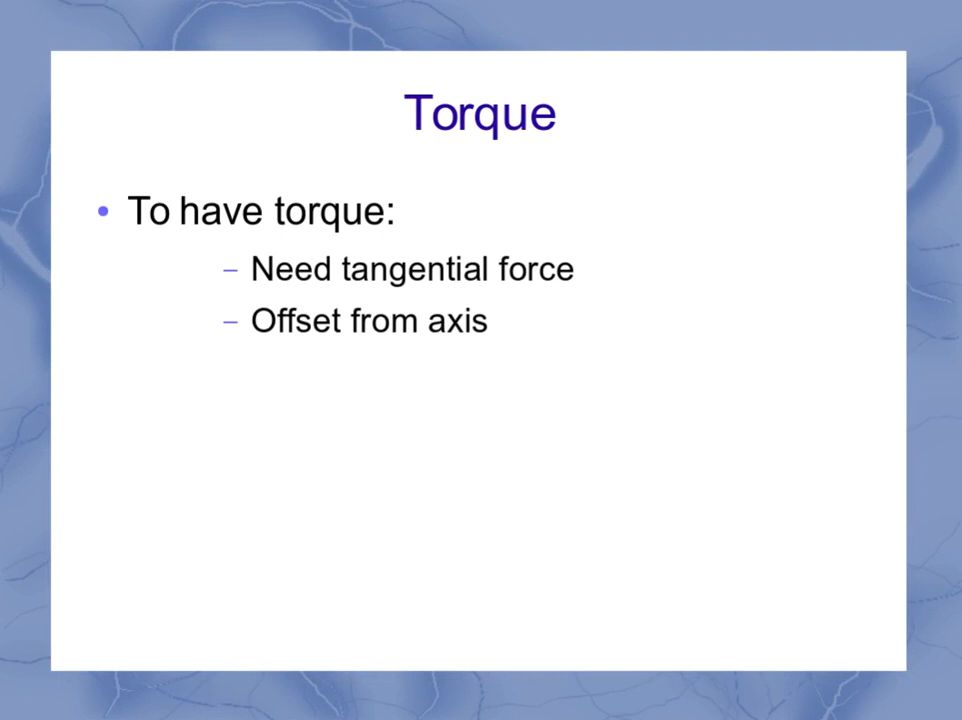 Torque
• To have torque:
– Need tangential force
– Offset from axis